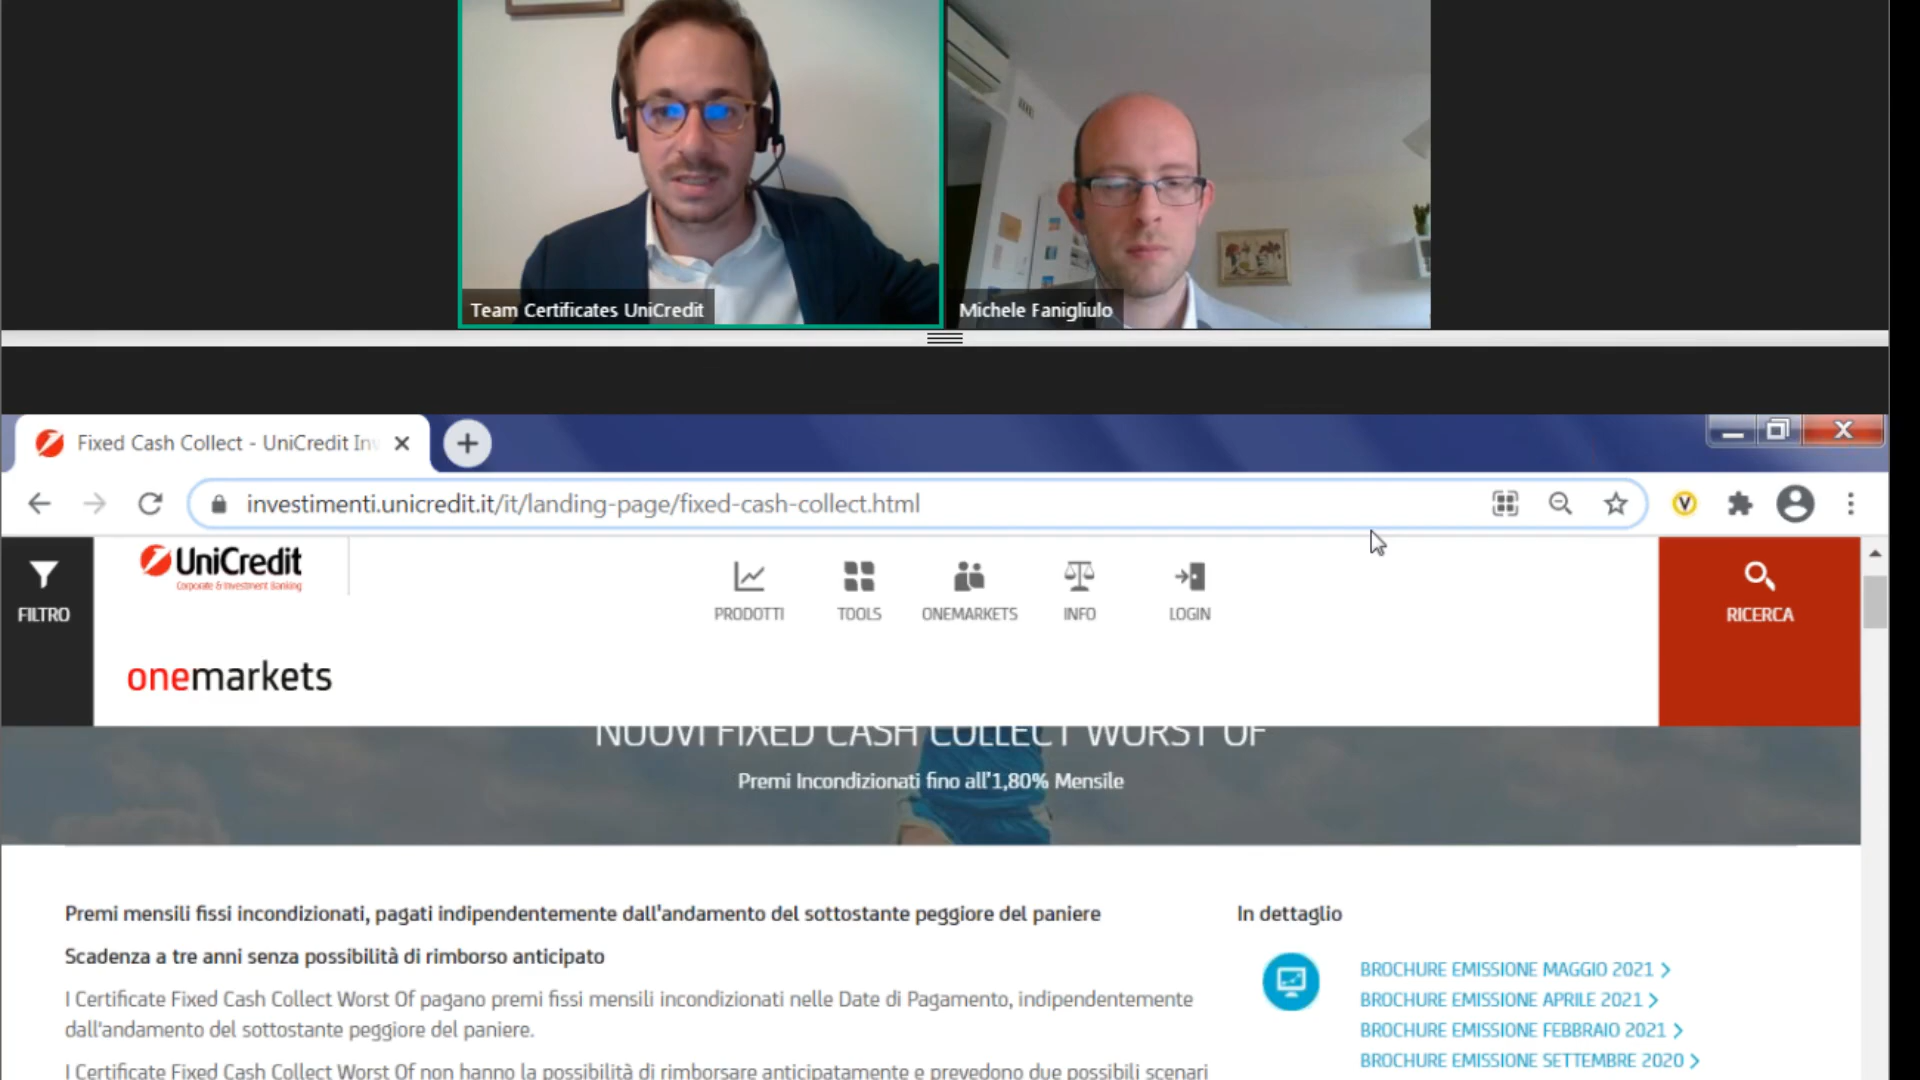 Team Certificates UniCredit
Michele Fanigliulo
Fixed Cash Collect - UniCredit In
investimenti.unicredit.it/it/landing-page/fixed-cash-collect.html
FILTRO
UniCredit
Corporate & Investment Banking
PRODOTTI
TOOLS
ONEMARKETS
INFO
LOGIN
RICERCA
onemarkets
NUOVI FIXED CASH COLLECT WORST OF
Premi Incondizionati fino all'1,80% Mensile
Premi mensili fissi incondizionati, pagati indipendentemente dall'andamento del sottostante peggiore del paniere
Scadenza a tre anni senza possibilità di rimborso anticipato
I Certificate Fixed Cash Collect Worst Of pagano premi fissi mensili incondizionati nelle Date di Pagamento, indipendentemente
dall'andamento del sottostante peggiore del paniere.
I Certificate Fixed Cash Collect Worst Of non hanno la possibilità di rimborsare anticipatamente e prevedono due possibili scenari
In dettaglio
BROCHURE EMISSIONE MAGGIO 2021
BROCHURE EMISSIONE APRILE 2021
BROCHURE EMISSIONE FEBBRAIO 2021
BROCHURE EMISSIONE SETTEMBRE 2020